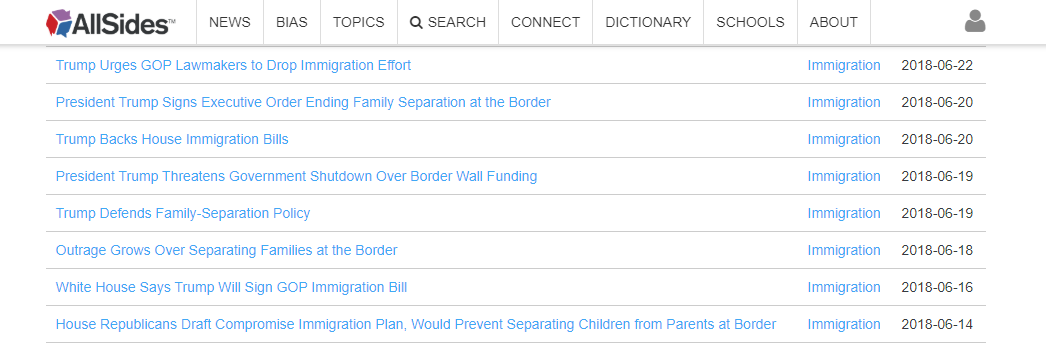 AllSides™ NEWS BIAS TOPICS SEARCH CONNECT DICTIONARY SCHOOLS ABOUT
Trump Urges GOP Lawmakers to Drop Immigration Effort Immigration 2018-06-22
President Trump Signs Executive Order Ending Family Separation at the Border Immigration 2018-06-20
Trump Backs House Immigration Bills Immigration 2018-06-20
President Trump Threatens Government Shutdown Over Border Wall Funding Immigration 2018-06-19
Trump Defends Family-Separation Policy Immigration 2018-06-19
Outrage Grows Over Separating Families at the Border Immigration 2018-06-18
White House Says Trump Will Sign GOP Immigration Bill Immigration 2018-06-16
House Republicans Draft Compromise Immigration Plan, Would Prevent Separating Children from Parents at Border Immigration 2018-06-14